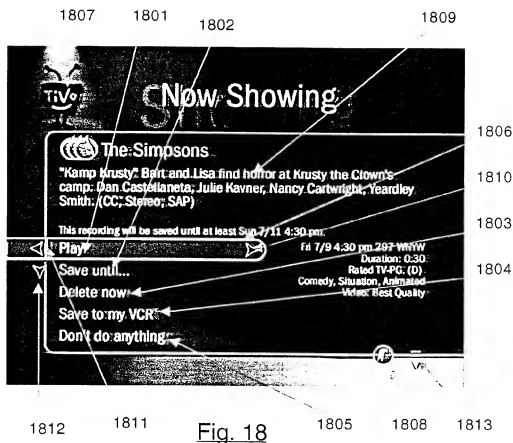 1807 1801 1802 1809
TiVo
Now Showing
The Simpsons
"Kamp Krusty" Bart and Lisa find horror at Krusty the Clown's
camp. Dan Castellaneta, Julie Kavner, Nancy Cartwright, Yeardley
Smith. (CC, Stereo, SAP)
1806
1810
1803
1804
This recording will be saved until at least Sun 7/11 4:30 pm.
Play
Save until...
Delete now
Save to my VCR
Don't do anything
Fri 7/9 4:30 pm 297 WNYW
Duration: 0:30
Rated TV-PG. (D)
Comedy, Situation, Animated
Video: Best Quality
1812 1811 1805 1808 1813
Fig. 18